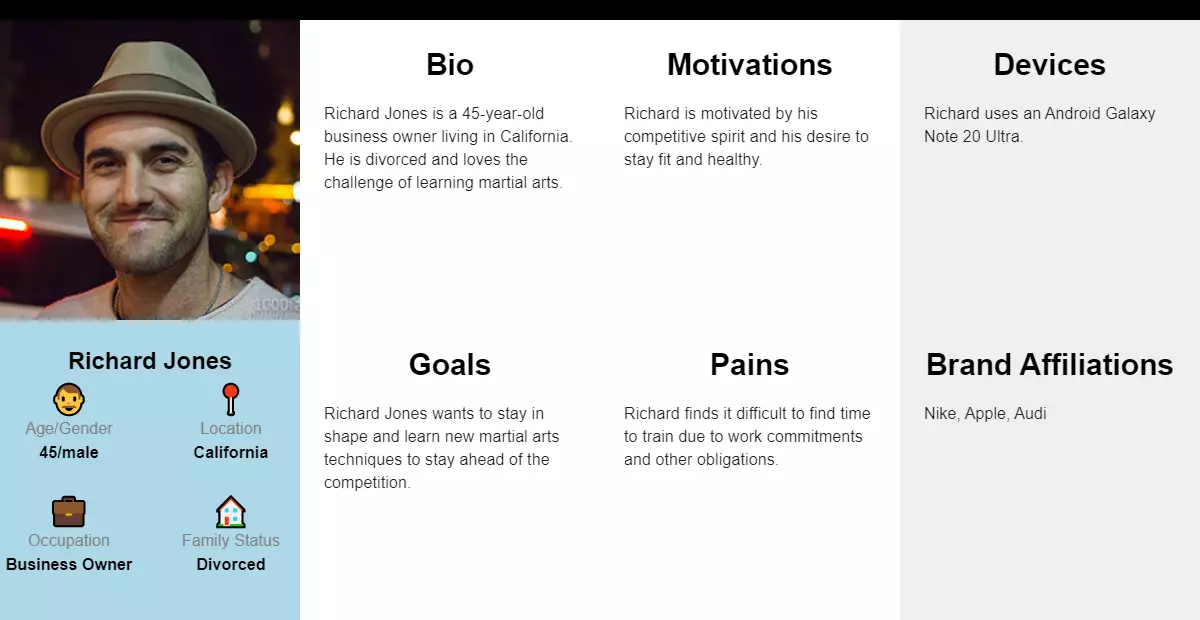 Bio
Richard Jones is a 45-year-old
business owner living in California.
He is divorced and loves the
challenge of learning martial arts.
Motivations
Richard is motivated by his
competitive spirit and his desire to
stay fit and healthy.
Devices
Richard uses an Android Galaxy
Note 20 Ultra.
Richard Jones
Age/Gender
45/male
Location
California
Occupation
Business Owner
Family Status
Divorced
Goals
Richard Jones wants to stay in
shape and learn new martial arts
techniques to stay ahead of the
competition.
Pains
Richard finds it difficult to find time
to train due to work commitments
and other obligations.
Brand Affiliations
Nike, Apple, Audi